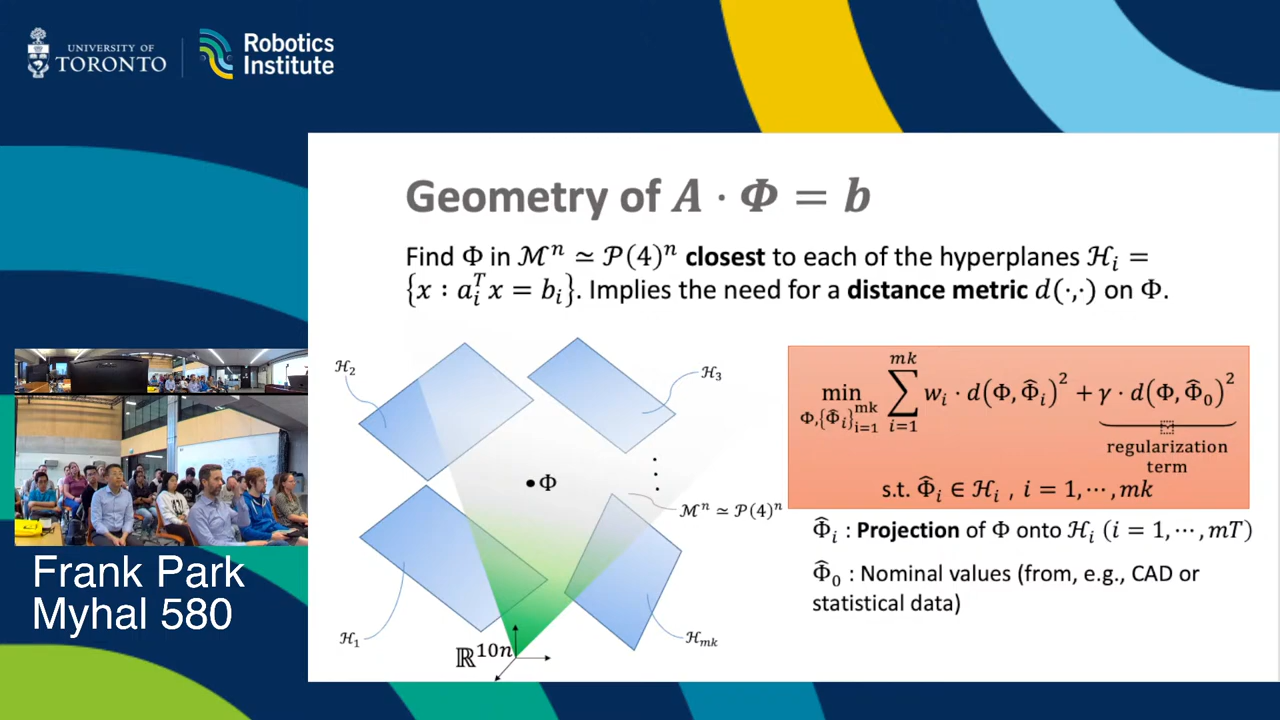 UNIVERSITY OF
TORONTO
Robotics
Institute
Geometry of A · Φ = b
Find Φ in ℳⁿ ≃ 𝒫(4)ⁿ closest to each of the hyperplanes ℋᵢ =
{x : aᵢᵀx = bᵢ}. Implies the need for a distance metric d(·,·) on Φ.
ℋ₂
ℋ₃
Φ
⋮
ℳⁿ ≃ 𝒫(4)ⁿ
ℋ₁
ℋₘₖ
ℝ¹⁰ⁿ
min_{Φ,{Φ̂ᵢ}ᵢ₌₁ᵐᵏ} ∑ᵢ₌₁ᵐᵏ wᵢ · d(Φ, Φ̂ᵢ)² + γ · d(Φ, Φ̂₀)²
regularization
term
s.t. Φ̂ᵢ ∈ ℋᵢ , i = 1, ⋯, mk
Φ̂ᵢ : Projection of Φ onto ℋᵢ (i = 1, ⋯, mT)
Φ̂₀ : Nominal values (from, e.g., CAD or
statistical data)
Frank Park
Myhal 580